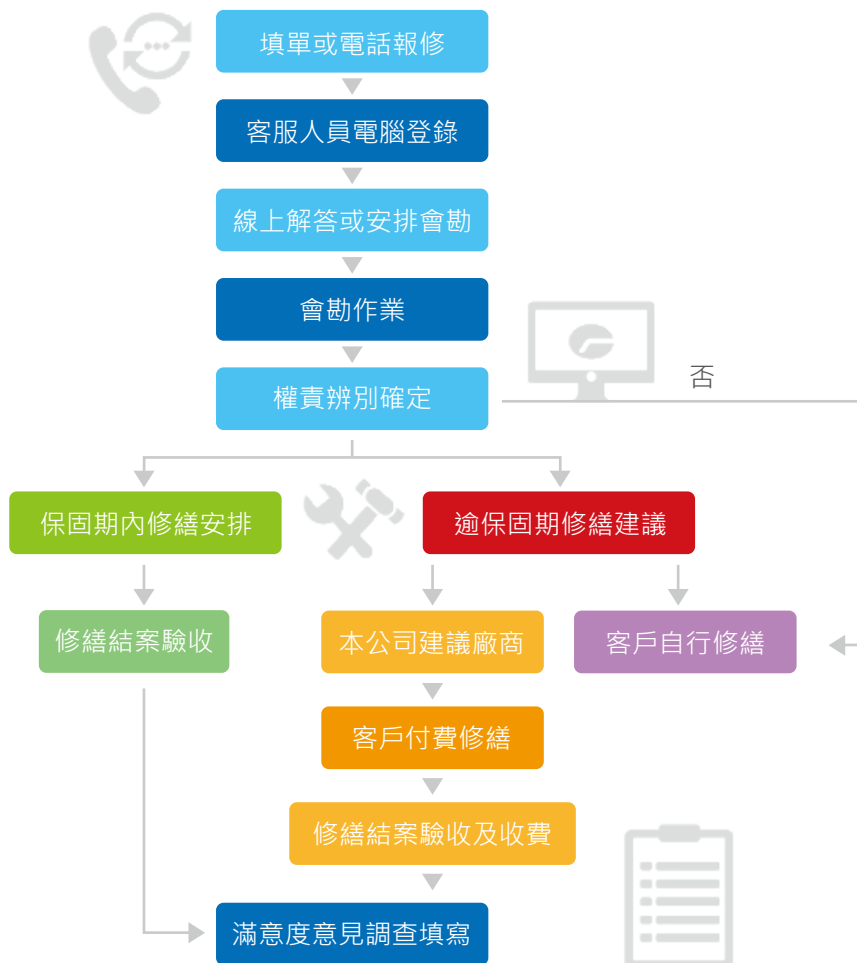 填單或電話報修
客服人員電腦登錄
線上解答或安排會勘
會勘作業
權責辨別確定
否
保固期內修繕安排
逾保固期修繕建議
修繕結案驗收
本公司建議廠商
客戶自行修繕
客戶付費修繕
修繕結案驗收及收費
滿意度意見調查填寫